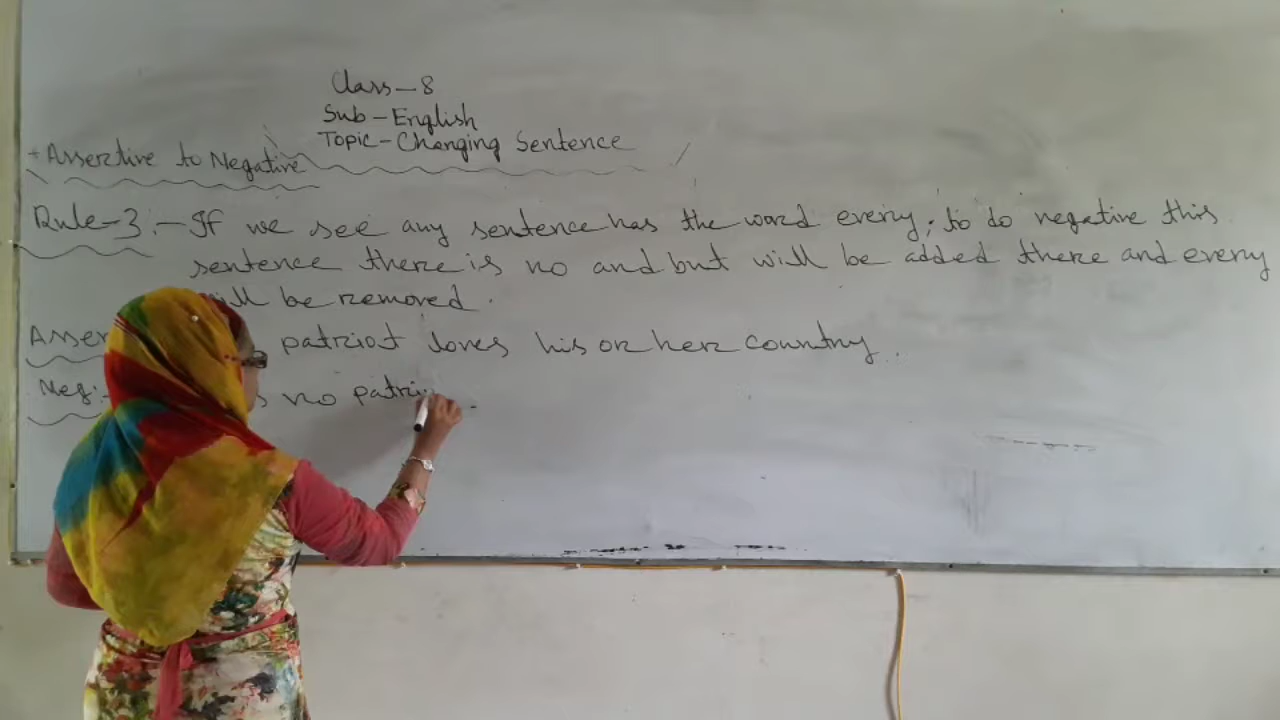 Class-8
Sub-English
Topic-Changing Sentence
Assertive to Negative
Rule-3:- If we see any sentence has the word every, to do negative this
sentence there is no and but will be added there and every
will be removed.
Asser patriot loves his or her country.
Neg:- no patri